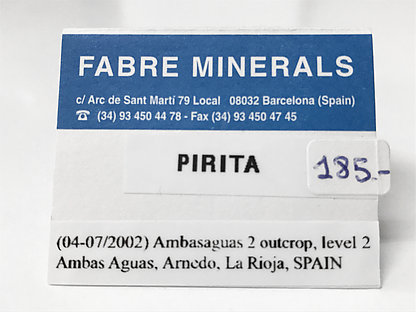 FABRE MINERALS
c/ Arc de Sant Martí 79 Local 08032 Barcelona (Spain)
☎ (34) 93 450 44 78 - Fax (34) 93 450 47 45
PIRITA
185.-
(04-07/2002) Ambasaguas 2 outcrop, level 2
Ambas Aguas, Arnedo, La Rioja, SPAIN